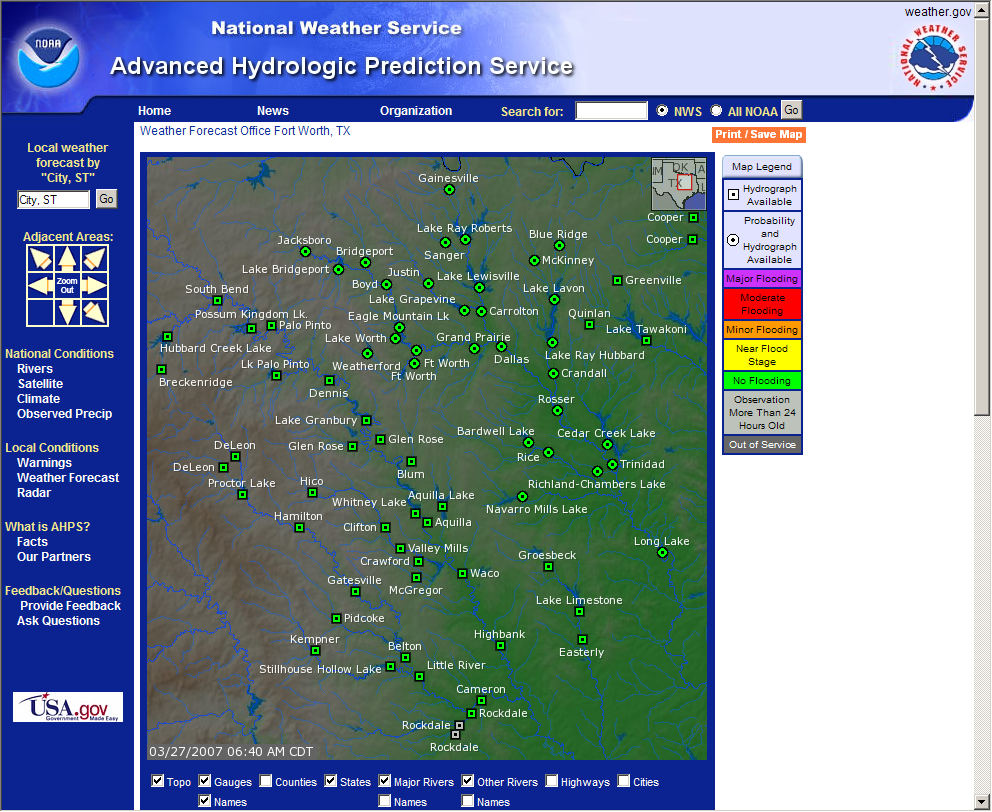 weather.gov
National Weather Service
NOAA
NATIONAL WEATHER SERVICE
Advanced Hydrologic Prediction Service
Home News Organization Search for: NWS All NOAA Go
Weather Forecast Office Fort Worth, TX
Print / Save Map
Local weather
forecast by
"City, ST"
City, ST Go
Adjacent Areas:
Zoom
Out
National Conditions
Rivers
Satellite
Climate
Observed Precip
Local Conditions
Warnings
Weather Forecast
Radar
What is AHPS?
Facts
Our Partners
Feedback/Questions
Provide Feedback
Ask Questions
USA.gov
Government Made Easy
Gainesville
OK
TX
Cooper
Cooper
Lake Ray Roberts
Blue Ridge
Jacksboro
Bridgeport
Sanger
McKinney
Lake Bridgeport
Justin
Lake Lewisville
Boyd
Greenville
South Bend
Lake Lavon
Lake Grapevine
Possum Kingdom Lk.
Eagle Mountain Lk
Carrolton
Quinlan
Palo Pinto
Lake Tawakoni
Lake Worth
Grand Prairie
Hubbard Creek Lake
Dallas
Lake Ray Hubbard
Lk Palo Pinto
Weatherford
Ft Worth
Ft Worth
Crandall
Breckenridge
Dennis
Rosser
Lake Granbury
Bardwell Lake
Cedar Creek Lake
Glen Rose
Glen Rose
DeLeon
Rice
DeLeon
Blum
Trinidad
Proctor Lake
Hico
Richland-Chambers Lake
Aquilla Lake
Whitney Lake
Navarro Mills Lake
Hamilton
Clifton
Aquilla
Long Lake
Valley Mills
Groesbeck
Crawford
Waco
Gatesville
McGregor
Lake Limestone
Pidcoke
Kempner
Highbank
Belton
Easterly
Stillhouse Hollow Lake
Little River
Cameron
Rockdale
Rockdale
Rockdale
03/27/2007 06:40 AM CDT
Map Legend
Hydrograph
Available
Probability
and
Hydrograph
Available
Major Flooding
Moderate
Flooding
Minor Flooding
Near Flood
Stage
No Flooding
Observation
More Than 24
Hours Old
Out of Service
Topo Gauges Counties States Major Rivers Other Rivers Highways Cities
Names Names Names